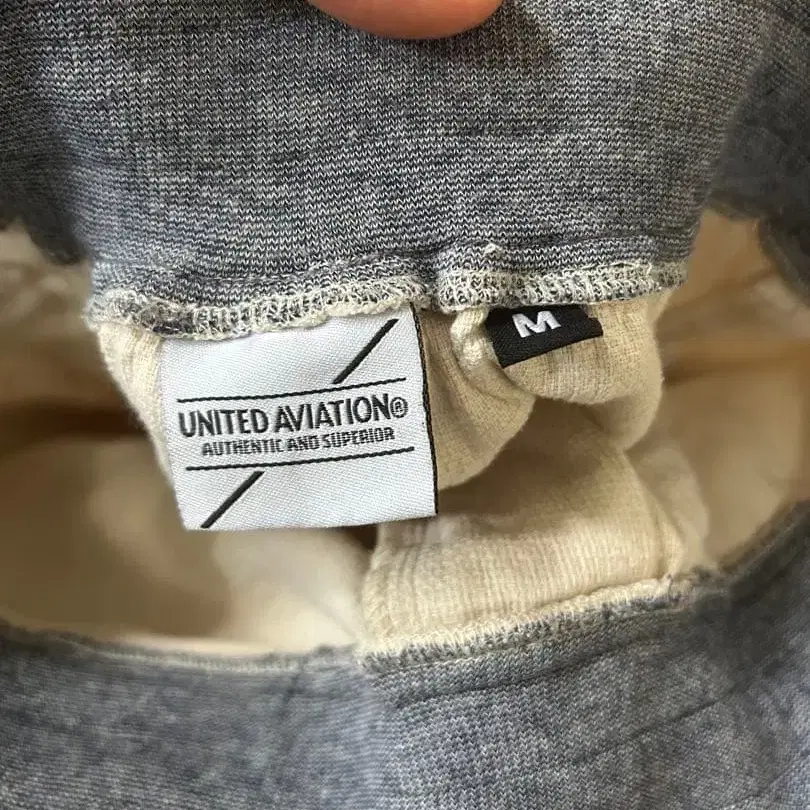 M
UNITED AVIATION®
AUTHENTIC AND SUPERIOR